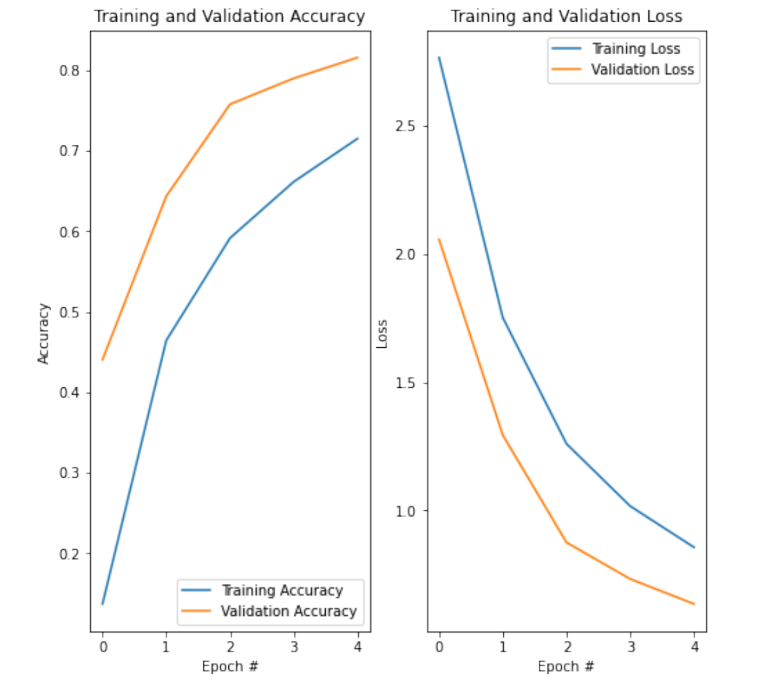 Training and Validation Accuracy
0.8
0.7
0.6
0.5
0.4
0.3
0.2
Accuracy
Training Accuracy
Validation Accuracy
0 1 2 3 4
Epoch #
Training and Validation Loss
Training Loss
Validation Loss
2.5
2.0
1.5
1.0
Loss
0 1 2 3 4
Epoch #